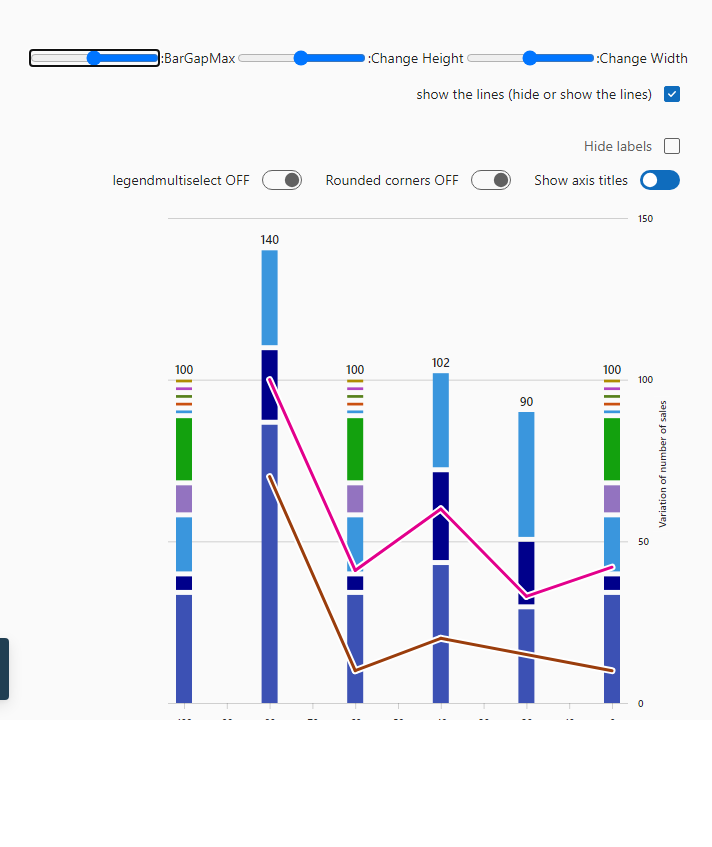 :BarGapMax :Change Height :Change Width
show the lines (hide or show the lines)
Hide labels
legendmultiselect OFF Rounded corners OFF Show axis titles
150
140
100 100 102 90 100
100
Variation of number of sales
50
0